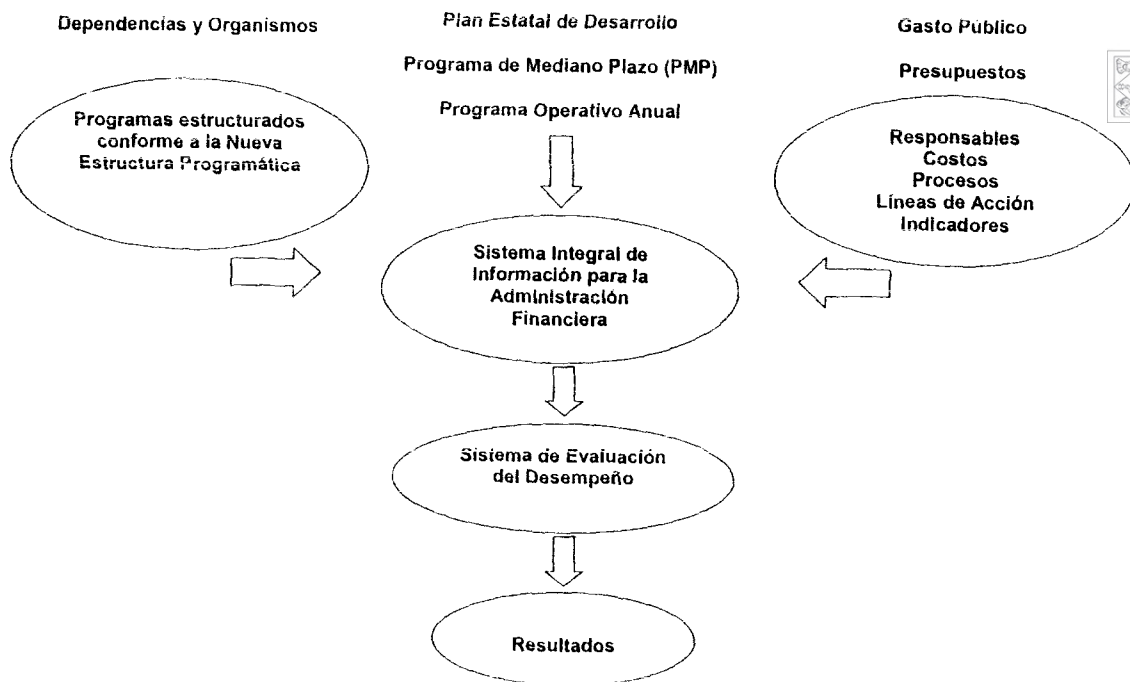 Dependencias y Organismos
Programas estructurados
conforme a la Nueva
Estructura Programática
Plan Estatal de Desarrollo
Programa de Mediano Plazo (PMP)
Programa Operativo Anual
Gasto Público
Presupuestos
Responsables
Costos
Procesos
Líneas de Acción
Indicadores
Sistema Integral de
Información para la
Administración
Financiera
Sistema de Evaluación
del Desempeño
Resultados